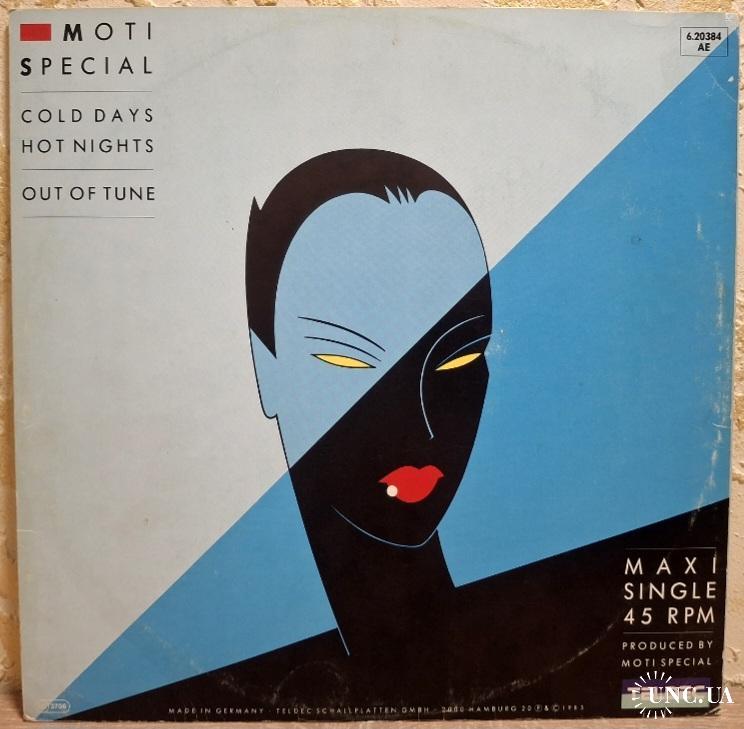 MOTI
SPECIAL
COLD DAYS
HOT NIGHTS
OUT OF TUNE
6.20384
AE
MAXI
SINGLE
45 RPM
PRODUCED BY
MOTI SPECIAL
UNC.UA
MADE IN GERMANY · TELDEC SCHALLPLATTEN GMBH · 2000 HAMBURG 20 Ⓟ & © 1983